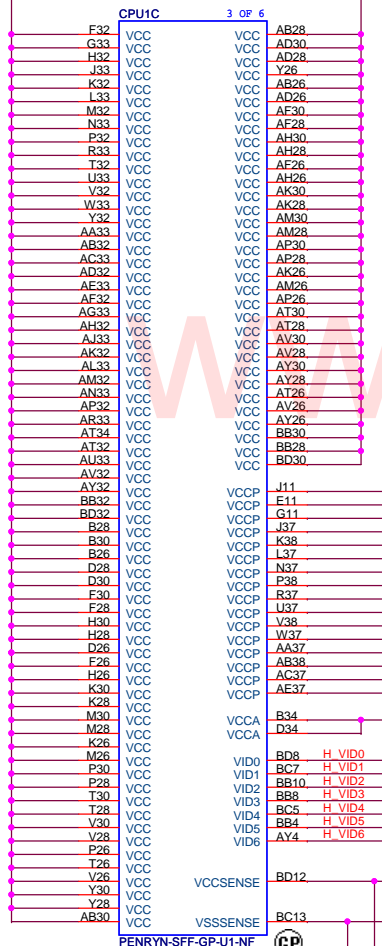 CPU1C 3 OF 6
F32 VCC VCC AB28
G33 VCC VCC AD30
H32 VCC VCC AD28
J33 VCC VCC Y26
K32 VCC VCC AB26
L33 VCC VCC AD26
M32 VCC VCC AF30
N33 VCC VCC AF28
P32 VCC VCC AH30
R33 VCC VCC AH28
T32 VCC VCC AF26
U33 VCC VCC AH26
V32 VCC VCC AK30
W33 VCC VCC AK28
Y32 VCC VCC AM30
AA33 VCC VCC AM28
AB32 VCC VCC AP30
AC33 VCC VCC AP28
AD32 VCC VCC AK26
AE33 VCC VCC AM26
AF32 VCC VCC AP26
AG33 VCC VCC AT30
AH32 VCC VCC AT28
AJ33 VCC VCC AV30
AK32 VCC VCC AV28
AL33 VCC VCC AY30
AM32 VCC VCC AY28
AN33 VCC VCC AT26
AP32 VCC VCC AV26
AR33 VCC VCC AY26
AT34 VCC VCC BB30
AT32 VCC VCC BB28
AU33 VCC VCC BD30
AV32 VCC
AY32 VCC VCCP J11
BB32 VCC VCCP E11
BD32 VCC VCCP G11
B28 VCC VCCP J37
B30 VCC VCCP K38
B26 VCC VCCP L37
D28 VCC VCCP N37
D30 VCC VCCP P38
F30 VCC VCCP R37
F28 VCC VCCP U37
H30 VCC VCCP V38
H28 VCC VCCP W37
D26 VCC VCCP AA37
F26 VCC VCCP AB38
H26 VCC VCCP AC37
K30 VCC VCCP AE37
K28 VCC
M30 VCC VCCA B34
M28 VCC VCCA D34
K26 VCC
M26 VCC VID0 BD8 H_VID0
P30 VCC VID1 BC7 H_VID1
P28 VCC VID2 BB10 H_VID2
T30 VCC VID3 BB8 H_VID3
T28 VCC VID4 BC5 H_VID4
V30 VCC VID5 BB4 H_VID5
V28 VCC VID6 AY4 H_VID6
P26 VCC
T26 VCC
V26 VCC VCCSENSE BD12
Y30 VCC
Y28 VCC
AB30 VCC VSSSENSE BC13
PENRYN-SFF-GP-U1-NF GP
WW